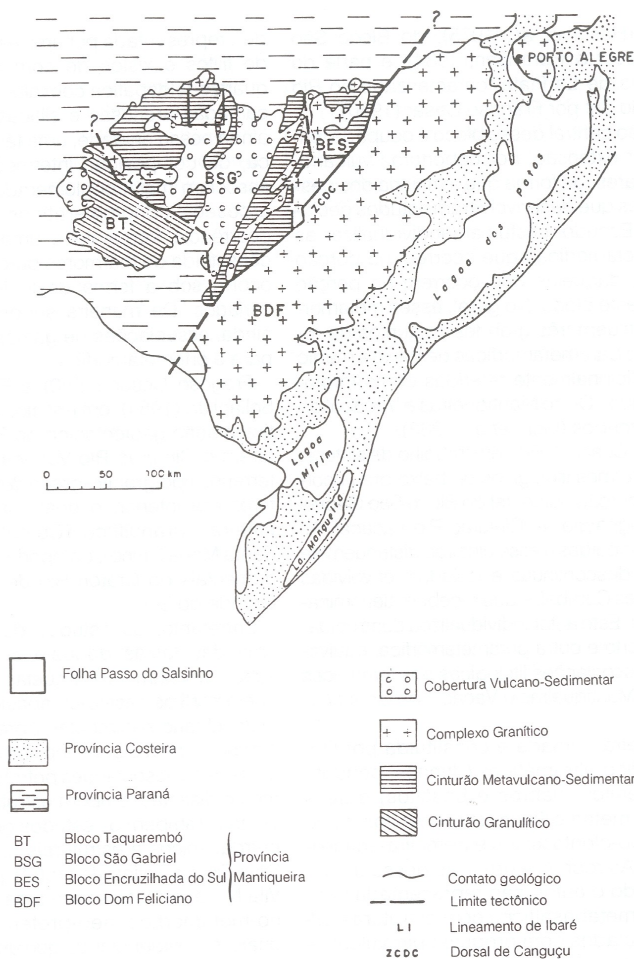 ?
PORTO ALEGRE
?
BES
BSG
LI
ZCDC
BT
Lagoa dos Patos
BDF
Lagoa Mirim
0 50 100 km
La. Mangueira
Folha Passo do Salsinho
Província Costeira
Província Paraná
BT Bloco Taquarembó
BSG Bloco São Gabriel
BES Bloco Encruzilhada do Sul
BDF Bloco Dom Feliciano
Província
Mantiqueira
Cobertura Vulcano-Sedimentar
Complexo Granítico
Cinturão Metavulcano-Sedimentar
Cinturão Granulítico
Contato geológico
Limite tectônico
LI Lineamento de Ibaré
ZCDC Dorsal de Canguçu